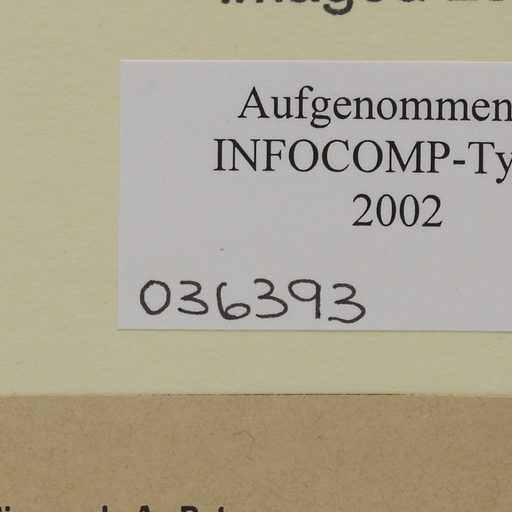 Aufgenommen
INFOCOMP-Ty
2002
036393